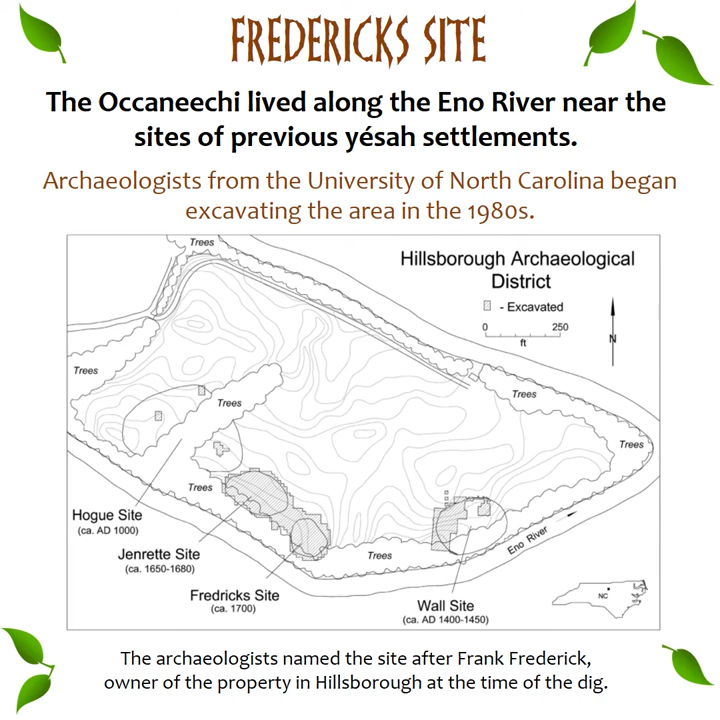 FREDERICKS SITE
The Occaneechi lived along the Eno River near the
sites of previous yésah settlements.
Archaeologists from the University of North Carolina began
excavating the area in the 1980s.
Trees
Hillsborough Archaeological
District
- Excavated
0 250
ft
N
Trees
Trees
Trees
Trees
Trees
Hogue Site
(ca. AD 1000)
Jenrette Site
(ca. 1650-1680)
Trees
Eno River
Fredricks Site
(ca. 1700)
Wall Site
(ca. AD 1400-1450)
NC
The archaeologists named the site after Frank Frederick,
owner of the property in Hillsborough at the time of the dig.